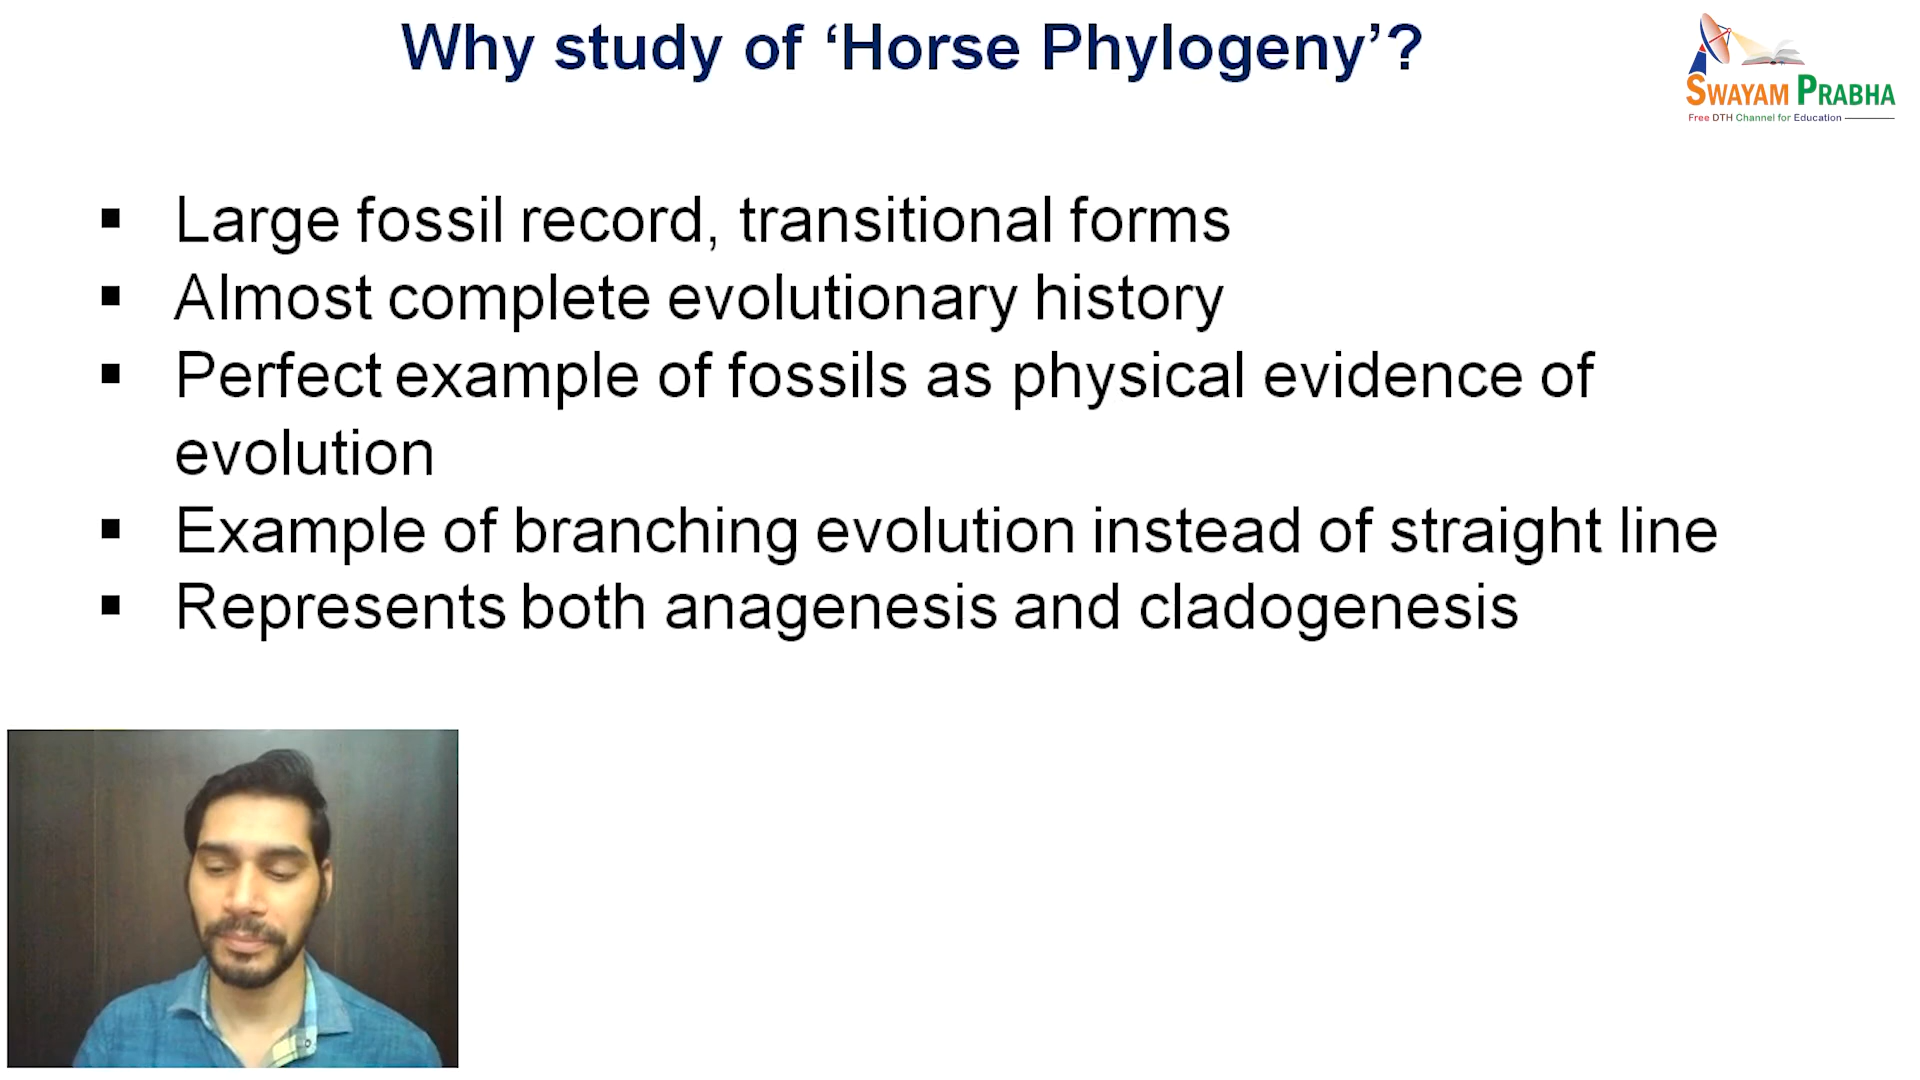 Why study of ‘Horse Phylogeny’?
SWAYAM PRABHA
Free DTH Channel for Education
▪ Large fossil record, transitional forms
▪ Almost complete evolutionary history
▪ Perfect example of fossils as physical evidence of
evolution
▪ Example of branching evolution instead of straight line
▪ Represents both anagenesis and cladogenesis